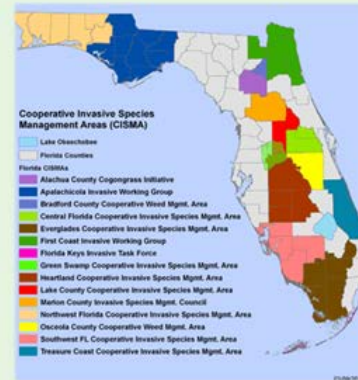 Cooperative Invasive Species
Management Areas (CISMA)
Lake Okeechobee
Florida Counties
Florida CISMAs
Alachua County Cogongrass Initiative
Apalachicola Invasive Working Group
Bradford County Cooperative Weed Mgmt. Area
Central Florida Cooperative Invasive Species Mgmt. Area
Everglades Cooperative Invasive Species Mgmt. Area
First Coast Invasive Working Group
Florida Keys Invasive Task Force
Green Swamp Cooperative Invasive Species Mgmt. Area
Heartland Cooperative Invasive Species Mgmt. Area
Lake County Cooperative Invasive Species Mgmt. Area
Marion County Invasive Species Mgmt. Council
Northwest Florida Cooperative Invasive Species Mgmt. Area
Osceola County Cooperative Weed Mgmt. Area
Southwest FL Cooperative Invasive Species Mgmt. Area
Treasure Coast Cooperative Invasive Species Mgmt. Area